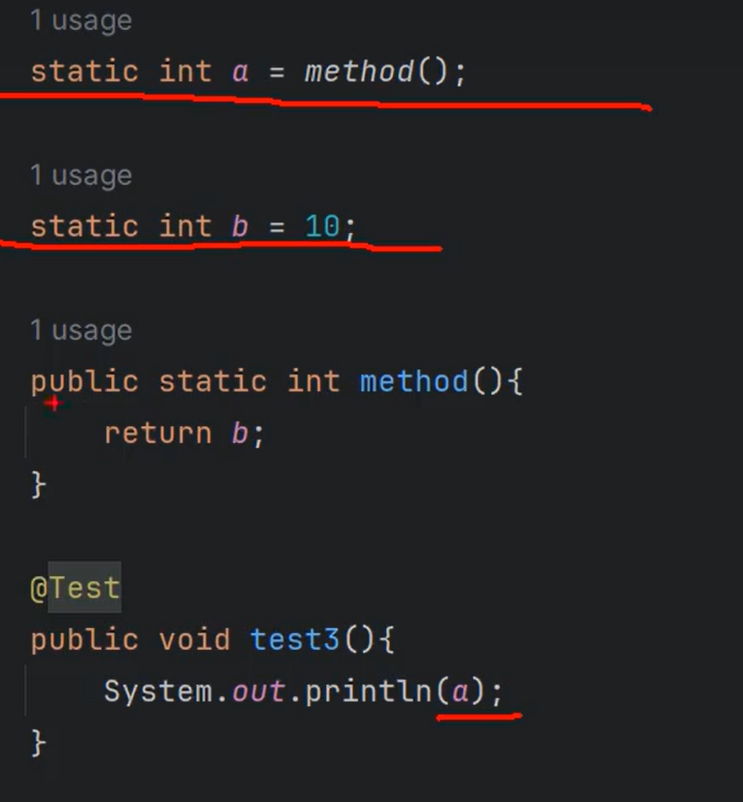 1 usage
static int a = method();
1 usage
static int b = 10;
1 usage
public static int method(){
return b;
}
@Test
public void test3(){
System.out.println(a);
}